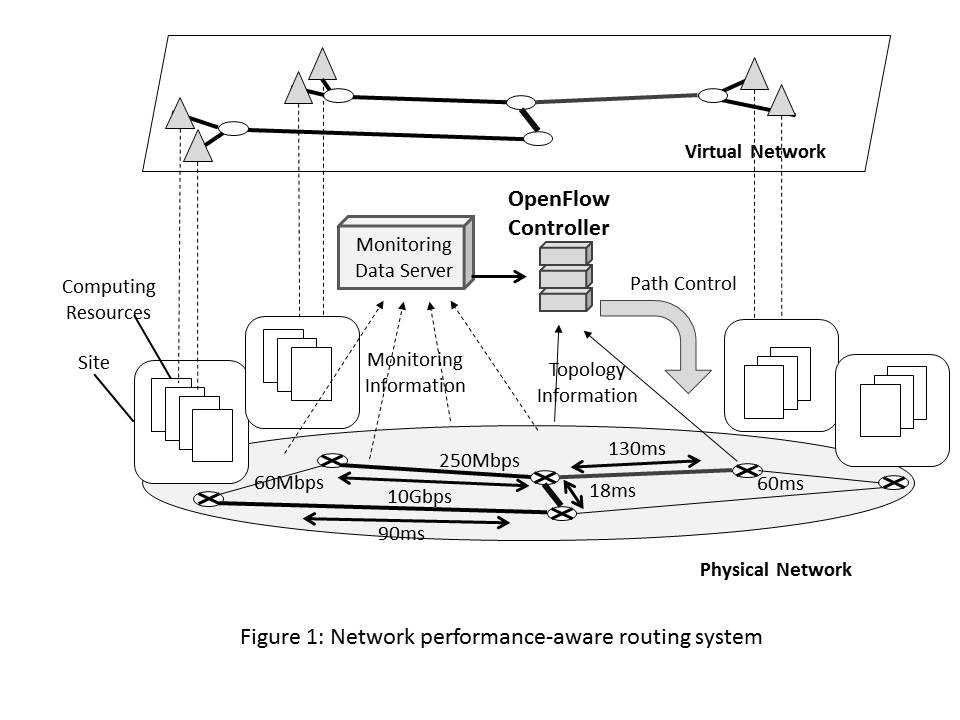 Virtual Network
OpenFlow
Controller
Monitoring
Data Server
Path Control
Computing
Resources
Site
Monitoring
Information
Topology
Information
130ms
250Mbps
60Mbps
10Gbps
18ms
60ms
90ms
Physical Network
Figure 1: Network performance-aware routing system